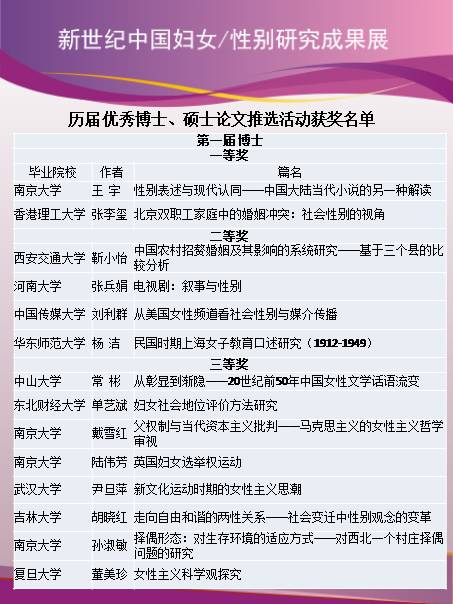 新世纪中国妇女/性别研究成果展
历届优秀博士、硕士论文推选活动获奖名单
第一届博士
一等奖
毕业院校 作者 篇名
南京大学 王 宇 性别表述与现代认同——中国大陆当代小说的另一种解读
香港理工大学 张李玺 北京双职工家庭中的婚姻冲突：社会性别的视角
二等奖
西安交通大学 靳小怡 中国农村招赘婚姻及其影响的系统研究——基于三个县的比
较分析
河南大学 张兵娟 电视剧：叙事与性别
中国传媒大学 刘利群 从美国女性频道看社会性别与媒介传播
华东师范大学 杨 洁 民国时期上海女子教育口述研究（1912-1949）
三等奖
中山大学 常 彬 从彰显到渐隐——20世纪前50年中国女性文学话语流变
东北财经大学 单艺斌 妇女社会地位评价方法研究
南京大学 戴雪红 父权制与当代资本主义批判——马克思主义的女性主义哲学
审视
南京大学 陆伟芳 英国妇女选举权运动
武汉大学 尹旦萍 新文化运动时期的女性主义思潮
吉林大学 胡晓红 走向自由和谐的两性关系——社会变迁中性别观念的变革
南京大学 孙淑敏 择偶形态：对生存环境的适应方式——对西北一个村庄择偶
问题的研究
复旦大学 董美珍 女性主义科学观探究